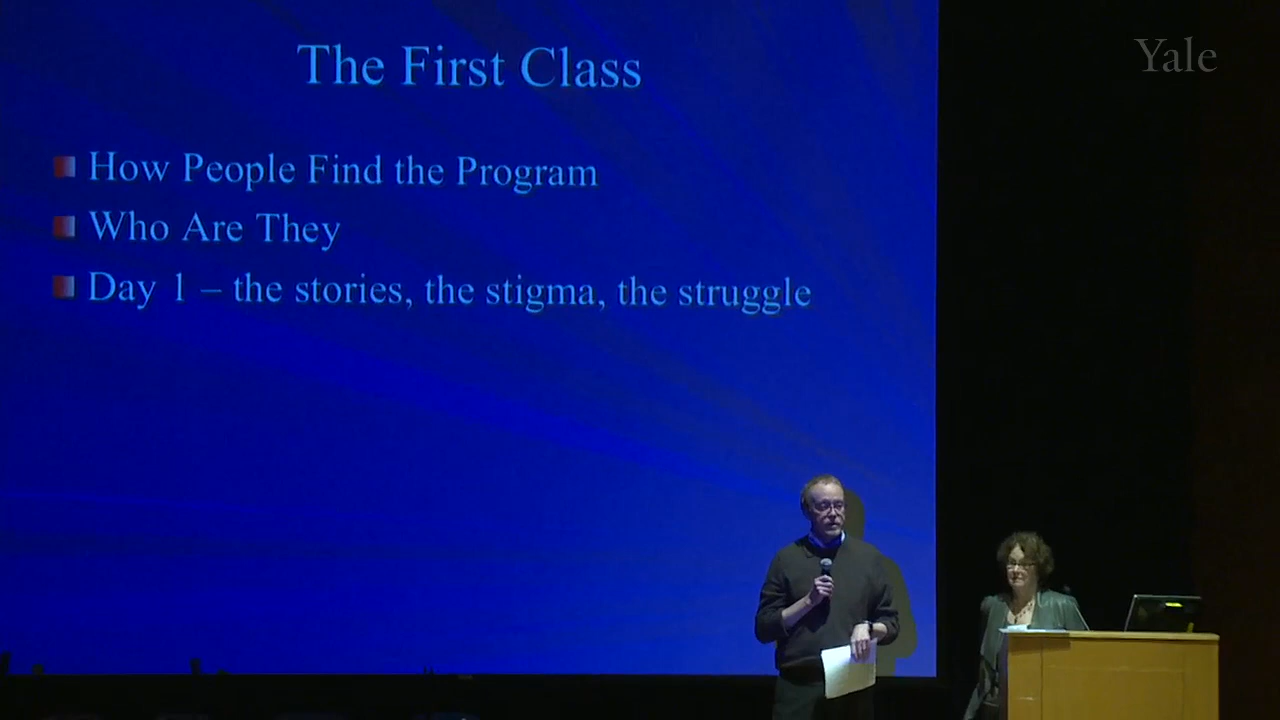 Yale
The First Class
How People Find the Program
Who Are They
Day 1 – the stories, the stigma, the struggle